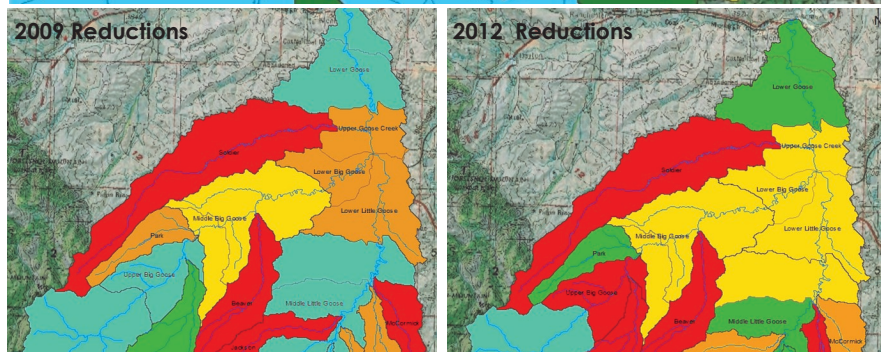 2009 Reductions
Lower Goose
Upper Goose Creek
Soldier
Lower Big Goose
Lower Little Goose
Middle Big Goose
Park
Upper Big Goose
Beaver
Middle Little Goose
McCormick
Jackson
2012 Reductions
Lower Goose
Upper Goose Creek
Soldier
Lower Big Goose
Lower Little Goose
Middle Big Goose
Park
Upper Big Goose
Beaver
Middle Little Goose
McCormick